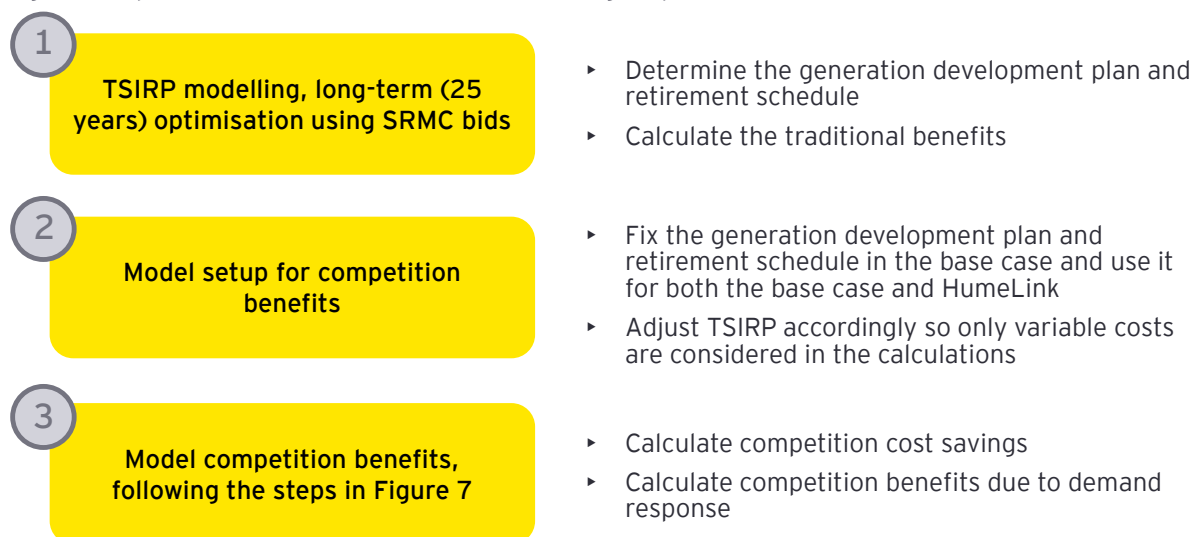 1
TSIRP modelling, long-term (25
years) optimisation using SRMC bids
‣ Determine the generation development plan and
retirement schedule
‣ Calculate the traditional benefits
2
Model setup for competition
benefits
‣ Fix the generation development plan and
retirement schedule in the base case and use it
for both the base case and HumeLink
‣ Adjust TSIRP accordingly so only variable costs
are considered in the calculations
3
Model competition benefits,
following the steps in Figure 7
‣ Calculate competition cost savings
‣ Calculate competition benefits due to demand
response